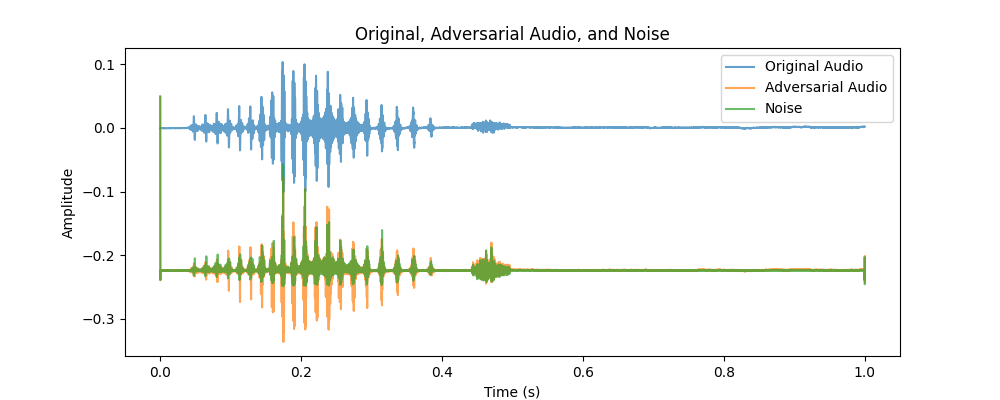 Original, Adversarial Audio, and Noise
Original Audio
Adversarial Audio
Noise
Amplitude
0.1
0.0
−0.1
−0.2
−0.3
0.0
0.2
0.4
0.6
0.8
1.0
Time (s)